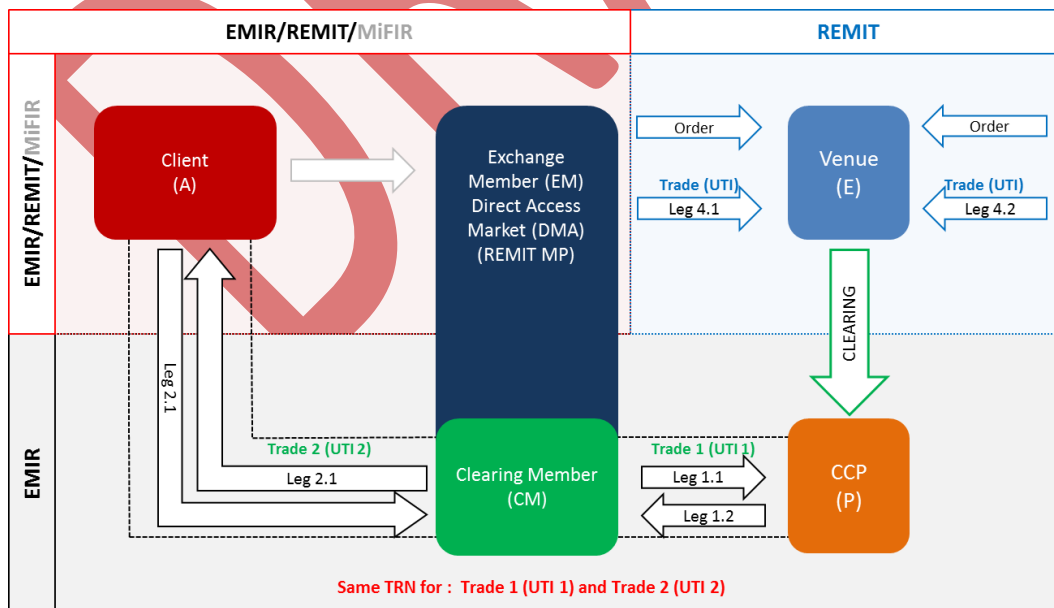 EMIR/REMIT/MiFIR
REMIT
EMIR/REMIT/MiFIR
Client
(A)
Exchange
Member (EM)
Direct Access
Market (DMA)
(REMIT MP)
Order
Trade (UTI)
Leg 4.1
Venue
(E)
Order
Trade (UTI)
Leg 4.2
CLEARING
EMIR
Leg 2.1
Trade 2 (UTI 2)
Leg 2.1
Clearing Member
(CM)
Trade 1 (UTI 1)
Leg 1.1
Leg 1.2
CCP
(P)
Same TRN for : Trade 1 (UTI 1) and Trade 2 (UTI 2)